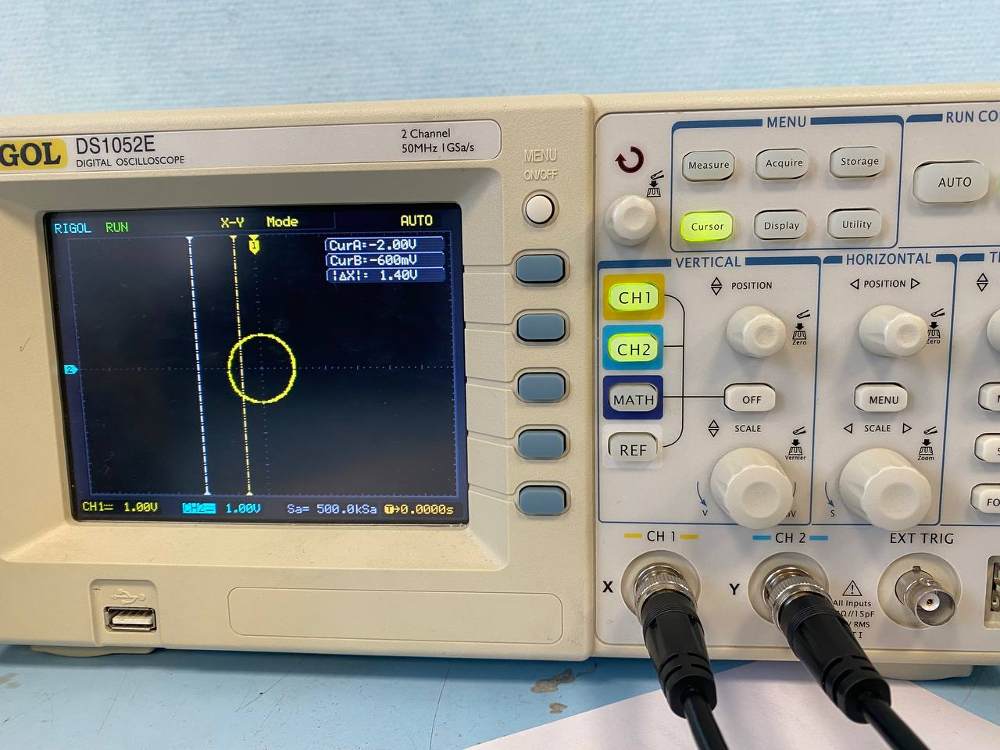 GOL DS1052E
DIGITAL OSCILLOSCOPE
2 Channel
50MHz 1GSa/s
MENU
ON/OFF
RIGOL RUN X-Y Mode AUTO
1
CurA=-2.00V
CurB=-600mV
|ΔX|= 1.40V
2
CH1 1.00V CH2 1.00V Sa= 500.0kSa T→0.0000s
MENU
Measure Acquire Storage
Cursor Display Utility
RUN CO
AUTO
VERTICAL
CH1
CH2
MATH
REF
POSITION
Zero
OFF
SCALE
Vernier
V
HORIZONTAL
POSITION
Zero
MENU
SCALE
Zoom
S
FO
CH 1 CH 2 EXT TRIG
X Y
All Inputs
Ω//15pF
RMS
T I